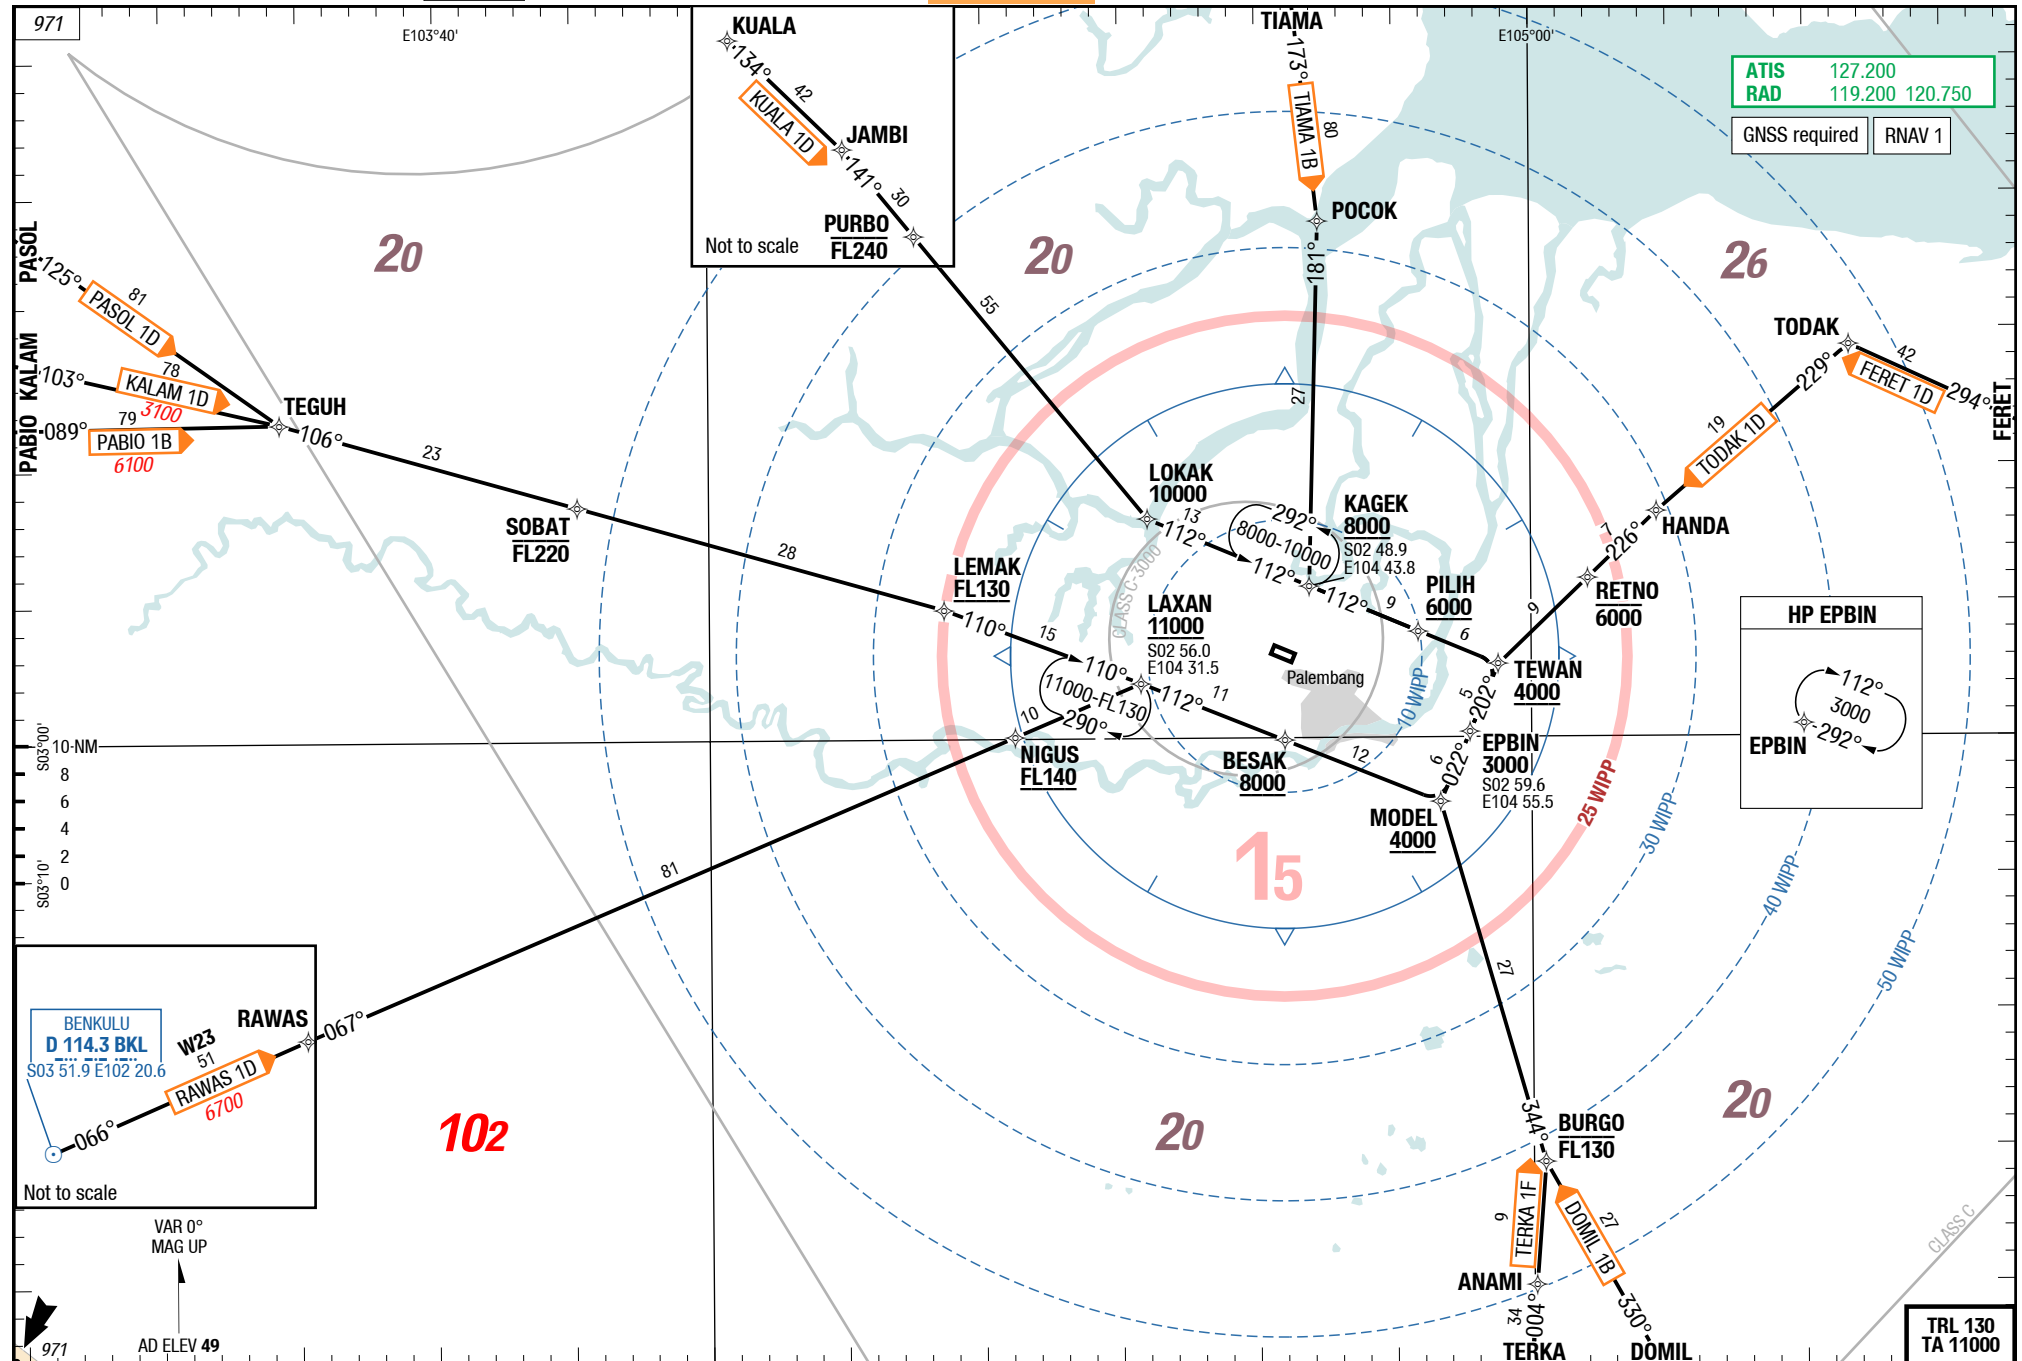 971
E103°40'
KUALA
134°
42
KUALA 1D
JAMBI
141°
30
PURBO
FL240
Not to scale
TIAMA
173°
TIAMA 1B
80
E105°00'
ATIS 127.200
RAD 119.200 120.750
GNSS required
RNAV 1
POCOK
181°
27
20
20
26
PASOL
125°
81
PASOL 1D
KALAM
103°
78
KALAM 1D
3100
PABIO
089°
79
PABIO 1B
6100
TEGUH
106°
23
SOBAT
FL220
28
55
TODAK
42
FERET 1D
294°
FERET
229°
19
TODAK 1D
HANDA
7
226°
RETNO
6000
9
LOKAK
10000
13
112°
292°
8000-10000
112°
KAGEK
8000
S02 48.9
E104 43.8
112°
9
PILIH
6000
6
CLASS C-3000
LEMAK
FL130
110°
15
LAXAN
11000
S02 56.0
E104 31.5
110°
11000-FL130
290°
112°
11
Palembang
10 WIPP
TEWAN
4000
5
202°
EPBIN
3000
S02 59.6
E104 55.5
6
022°
HP EPBIN
112°
3000
292°
EPBIN
S03°00'
10 NM
8
6
4
2
0
S03°10'
10
NIGUS
FL140
BESAK
8000
12
MODEL
4000
25 WIPP
30 WIPP
40 WIPP
50 WIPP
81
15
27
BENKULU
D 114.3 BKL
S03 51.9 E102 20.6
W23
51
RAWAS 1D
6700
RAWAS
067°
066°
Not to scale
102
20
20
344°
BURGO
FL130
TERKA 1F
9
DOMIL 1B
27
ANAMI
34
004°
TERKA
330°
DOMIL
CLASS C
VAR 0°
MAG UP
AD ELEV 49
971
TRL 130
TA 11000